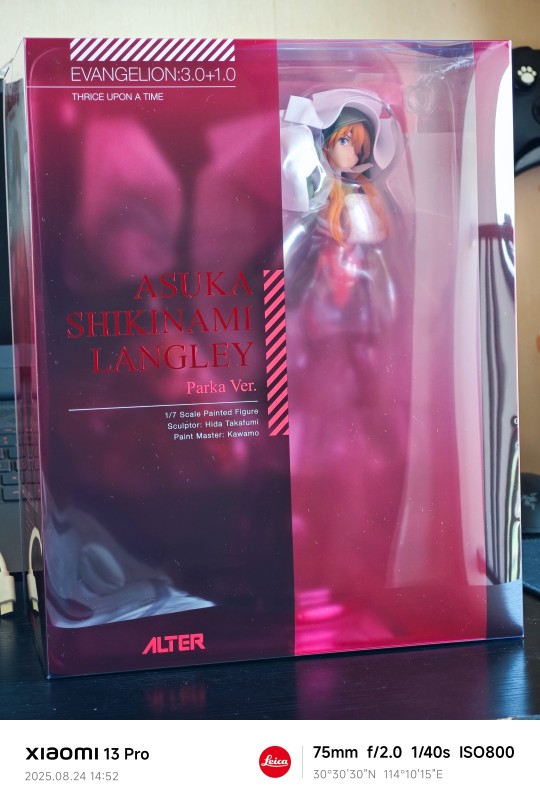 EVANGELION:3.0+1.0
THRICE UPON A TIME
ASUKA
SHIKINAMI
LANGLEY
Parka Ver.
1/7 Scale Painted Figure
Sculptor: Hida Takafumi
Paint Master: Kawamo
ALTER
XIAOMI 13 Pro
2025.08.24 14:52
Leica
75mm f/2.0 1/40s ISO800
30°30'30"N 114°10'15"E